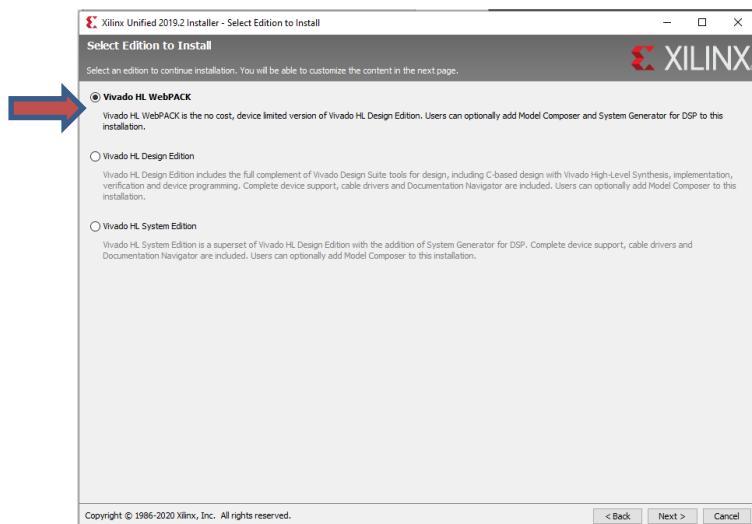 Xilinx Unified 2019.2 Installer - Select Edition to Install
Select Edition to Install
XILINX
Select an edition to continue installation. You will be able to customize the content in the next page.
Vivado HL WebPACK
Vivado HL WebPACK is the no cost, device limited version of Vivado HL Design Edition. Users can optionally add Model Composer and System Generator for DSP to this
installation.
Vivado HL Design Edition
Vivado HL Design Edition includes the full complement of Vivado Design Suite tools for design, including C-based design with Vivado High-Level Synthesis, implementation,
verification and device programming. Complete device support, cable drivers and Documentation Navigator are included. Users can optionally add Model Composer to this
installation.
Vivado HL System Edition
Vivado HL System Edition is a superset of Vivado HL Design Edition with the addition of System Generator for DSP. Complete device support, cable drivers and
Documentation Navigator are included. Users can optionally add Model Composer to this installation.
Copyright © 1986-2020 Xilinx, Inc. All rights reserved.
< Back Next > Cancel